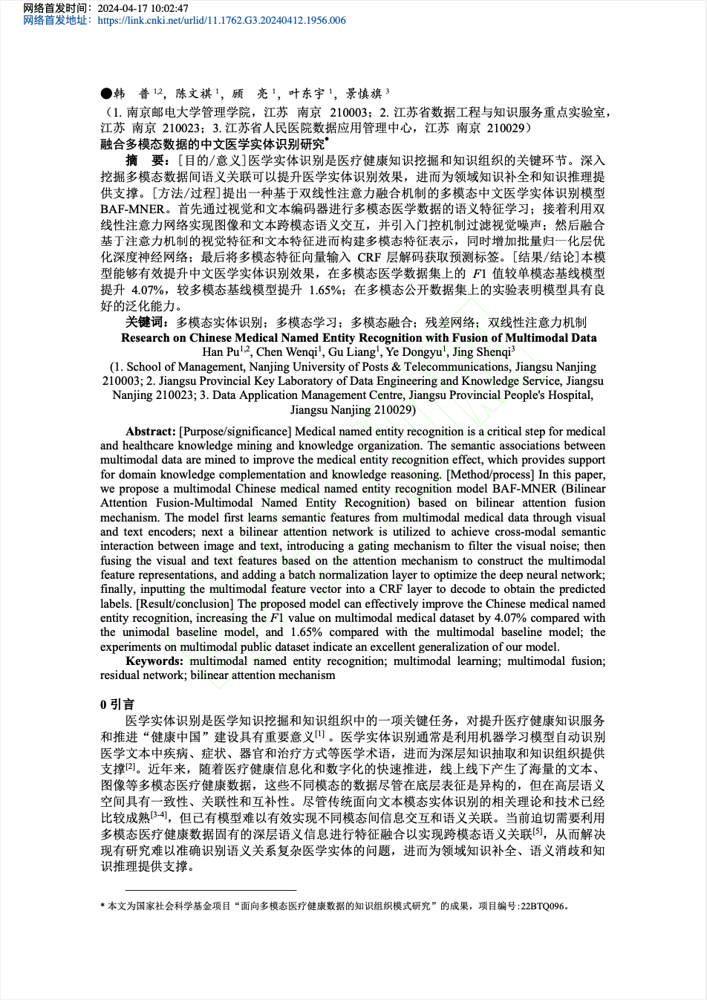 网络首发时间：2024-04-17 10:02:47
网络首发地址：https://link.cnki.net/urlid/11.1762.G3.20240412.1956.006
●韩　普 1,2，陈文祺 1，顾　亮 1，叶东宇 1，景慎旗 3
（1. 南京邮电大学管理学院，江苏 南京 210003；2. 江苏省数据工程与知识服务重点实验室，
江苏 南京 210023；3. 江苏省人民医院数据应用管理中心，江苏 南京 210029）
融合多模态数据的中文医学实体识别研究*
摘　要：[目的/意义]医学实体识别是医疗健康知识挖掘和知识组织的关键环节。深入
挖掘多模态数据间语义关联可以提升医学实体识别效果，进而为领域知识补全和知识推理提
供支撑。[方法/过程]提出一种基于双线性注意力融合机制的多模态中文医学实体识别模型
BAF-MNER。首先通过视觉和文本编码器进行多模态医学数据的语义特征学习；接着利用双
线性注意力网络实现图像和文本跨模态语义交互，并引入门控机制过滤视觉噪声；然后融合
基于注意力机制的视觉特征和文本特征进而构建多模态特征表示，同时增加批量归一化层优
化深度神经网络；最后将多模态特征向量输入 CRF 层解码获取预测标签。[结果/结论]本模
型能够有效提升中文医学实体识别效果，在多模态医学数据集上的 F1 值较单模态基线模型
提升 4.07%，较多模态基线模型提升 1.65%；在多模态公开数据集上的实验表明模型具有良
好的泛化能力。
关键词：多模态实体识别；多模态学习；多模态融合；残差网络；双线性注意力机制
Research on Chinese Medical Named Entity Recognition with Fusion of Multimodal Data
Han Pu1,2, Chen Wenqi1, Gu Liang1, Ye Dongyu1, Jing Shenqi3
(1. School of Management, Nanjing University of Posts & Telecommunications, Jiangsu Nanjing
210003; 2. Jiangsu Provincial Key Laboratory of Data Engineering and Knowledge Service, Jiangsu
Nanjing 210023; 3. Data Application Management Centre, Jiangsu Provincial People's Hospital,
Jiangsu Nanjing 210029)
Abstract: [Purpose/significance] Medical named entity recognition is a critical step for medical
and healthcare knowledge mining and knowledge organization. The semantic associations between
multimodal data are mined to improve the medical entity recognition effect, which provides support
for domain knowledge complementation and knowledge reasoning. [Method/process] In this paper,
we propose a multimodal Chinese medical named entity recognition model BAF-MNER (Bilinear
Attention Fusion-Multimodal Named Entity Recognition) based on bilinear attention fusion
mechanism. The model first learns semantic features from multimodal medical data through visual
and text encoders; next a bilinear attention network is utilized to achieve cross-modal semantic
interaction between image and text, introducing a gating mechanism to filter the visual noise; then
fusing the visual and text features based on the attention mechanism to construct the multimodal
feature representations, and adding a batch normalization layer to optimize the deep neural network;
finally, inputting the multimodal feature vector into a CRF layer to decode to obtain the predicted
labels. [Result/conclusion] The proposed model can effectively improve the Chinese medical named
entity recognition, increasing the F1 value on multimodal medical dataset by 4.07% compared with
the unimodal baseline model, and 1.65% compared with the multimodal baseline model; the
experiments on multimodal public dataset indicate an excellent generalization of our model.
Keywords: multimodal named entity recognition; multimodal learning; multimodal fusion;
residual network; bilinear attention mechanism
0 引言
医学实体识别是医学知识挖掘和知识组织中的一项关键任务，对提升医疗健康知识服务
和推进“健康中国”建设具有重要意义[1] 。医学实体识别通常是利用机器学习模型自动识别
医学文本中疾病、症状、器官和治疗方式等医学术语，进而为深层知识抽取和知识组织提供
支撑[2]。近年来，随着医疗健康信息化和数字化的快速推进，线上线下产生了海量的文本、
图像等多模态医疗健康数据，这些不同模态的数据尽管在底层表征是异构的，但在高层语义
空间具有一致性、关联性和互补性。尽管传统面向文本模态实体识别的相关理论和技术已经
比较成熟[3-4]，但已有模型难以有效实现不同模态间信息交互和语义关联。当前迫切需要利用
多模态医疗健康数据固有的深层语义信息进行特征融合以实现跨模态语义关联[5]，从而解决
现有研究难以准确识别语义关系复杂医学实体的问题，进而为领域知识补全、语义消歧和知
识推理提供支撑。
* 本文为国家社会科学基金项目“面向多模态医疗健康数据的知识组织模式研究”的成果，项目编号：22BTQ096。